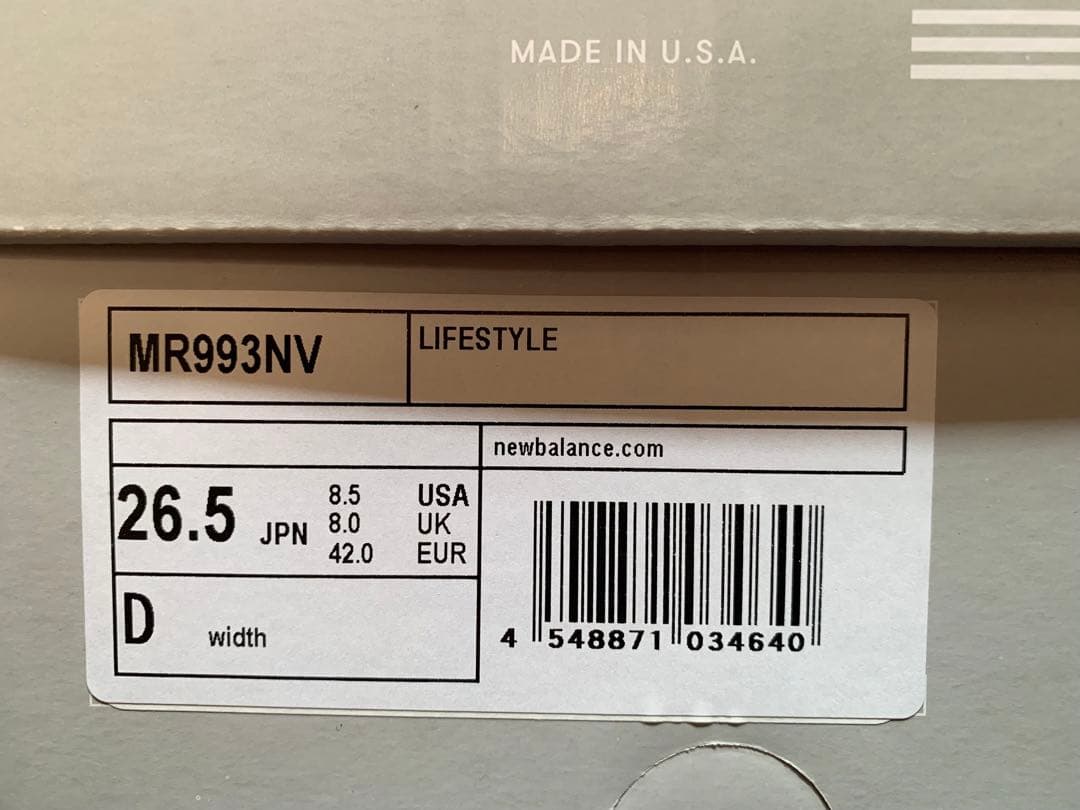 MADE IN U.S.A.
MR993NV
LIFESTYLE
newbalance.com
26.5 JPN
8.5 USA
8.0 UK
42.0 EUR
D width
4 548871 034640